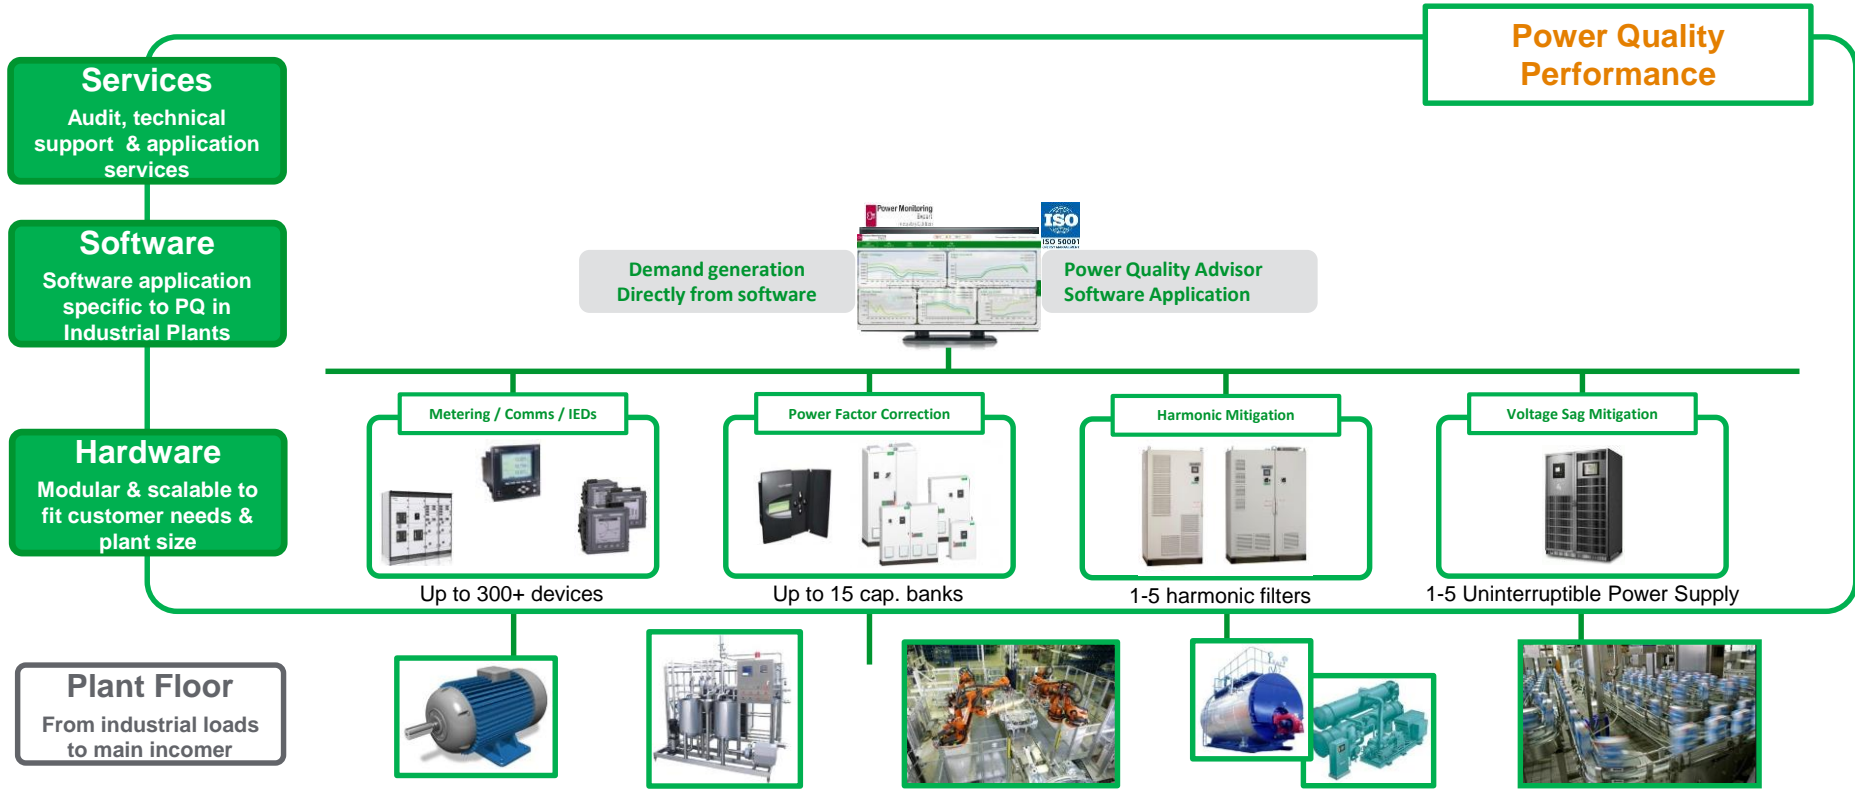 Power Quality
Performance
Services
Audit, technical
support & application
services
Software
Software application
specific to PQ in
Industrial Plants
Power Monitoring
Expert
ISO
ISO 50001
Demand generation
Directly from software
Power Quality Advisor
Software Application
Hardware
Modular & scalable to
fit customer needs &
plant size
Metering / Comms / IEDs
Power Factor Correction
Harmonic Mitigation
Voltage Sag Mitigation
Up to 300+ devices
Up to 15 cap. banks
1-5 harmonic filters
1-5 Uninterruptible Power Supply
Plant Floor
From industrial loads
to main incomer